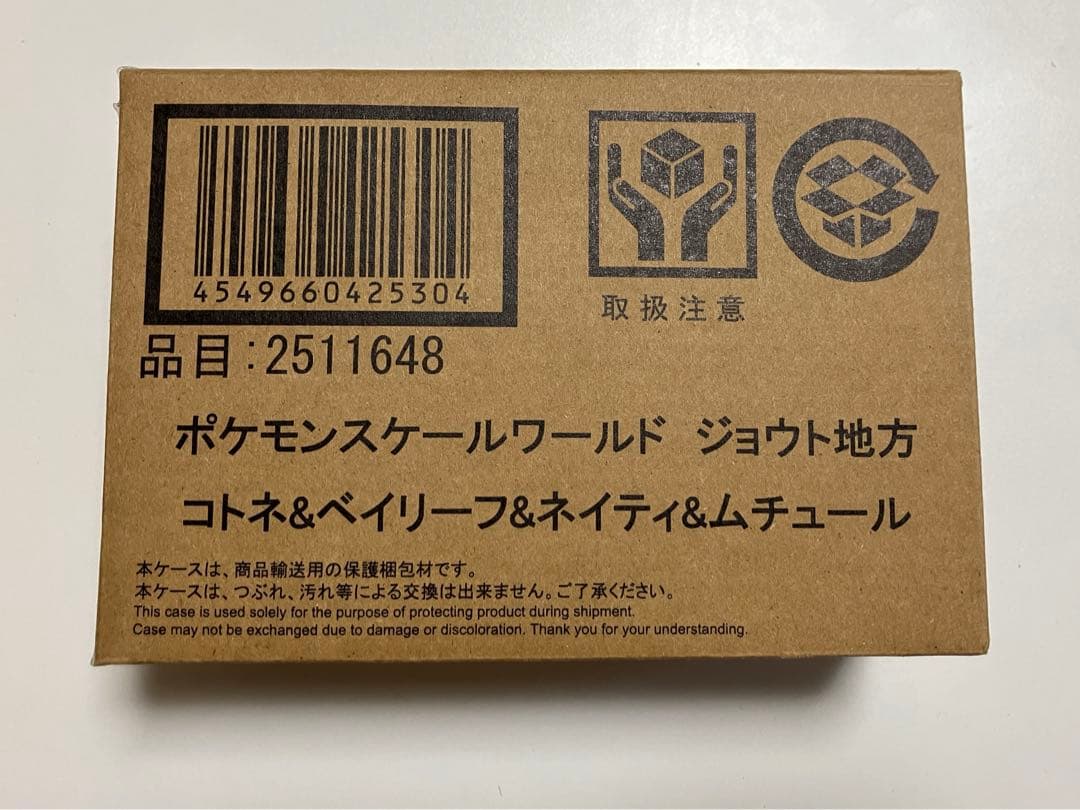 4549660425304
取扱注意
品目:2511648
ポケモンスケールワールド ジョウト地方
コトネ&ベイリーフ&ネイティ&ムチュール
本ケースは、商品輸送用の保護梱包材です。
本ケースは、つぶれ、汚れ等による交換は出来ません。ご了承ください。
This case is used solely for the purpose of protecting product during shipment.
Case may not be exchanged due to damage or discoloration. Thank you for your understanding.